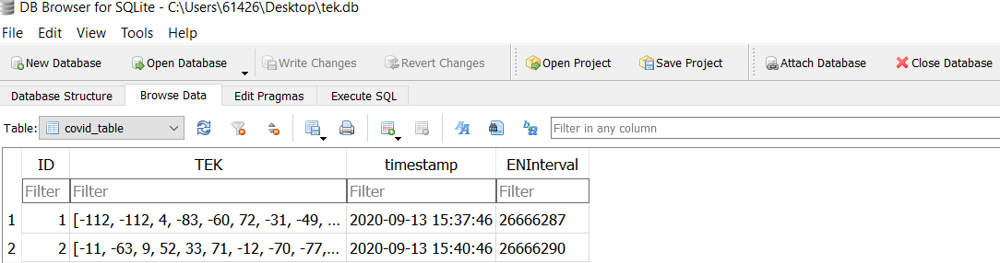 DB Browser for SQLite - C:\Users\61426\Desktop\tek.db
File Edit View Tools Help
New Database Open Database Write Changes Revert Changes Open Project Save Project Attach Database Close Database
Database Structure Browse Data Edit Pragmas Execute SQL
Table: covid_table Filter in any column
ID TEK timestamp ENInterval
Filter Filter Filter Filter
1 1 [-112, -112, 4, -83, -60, 72, -31, -49, ... 2020-09-13 15:37:46 26666287
2 2 [-11, -63, 9, 52, 33, 71, -12, -70, -77,... 2020-09-13 15:40:46 26666290